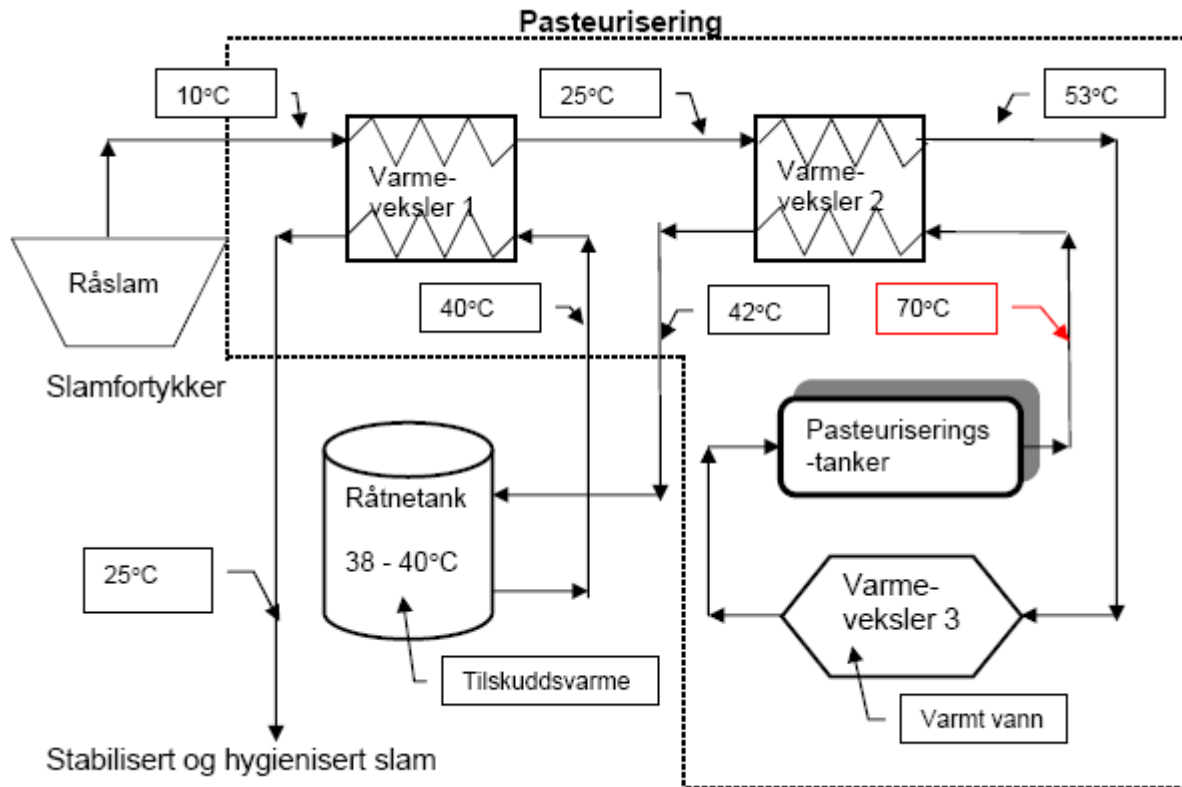 Pasteurisering
10°C
25°C
53°C
Varme-
veksler 1
Varme-
veksler 2
Råslam
40°C
42°C
70°C
Slamfortykker
Pasteuriserings
-tanker
Råtnetank
38 - 40°C
25°C
Varme-
veksler 3
Tilskuddsvarme
Varmt vann
Stabilisert og hygienisert slam